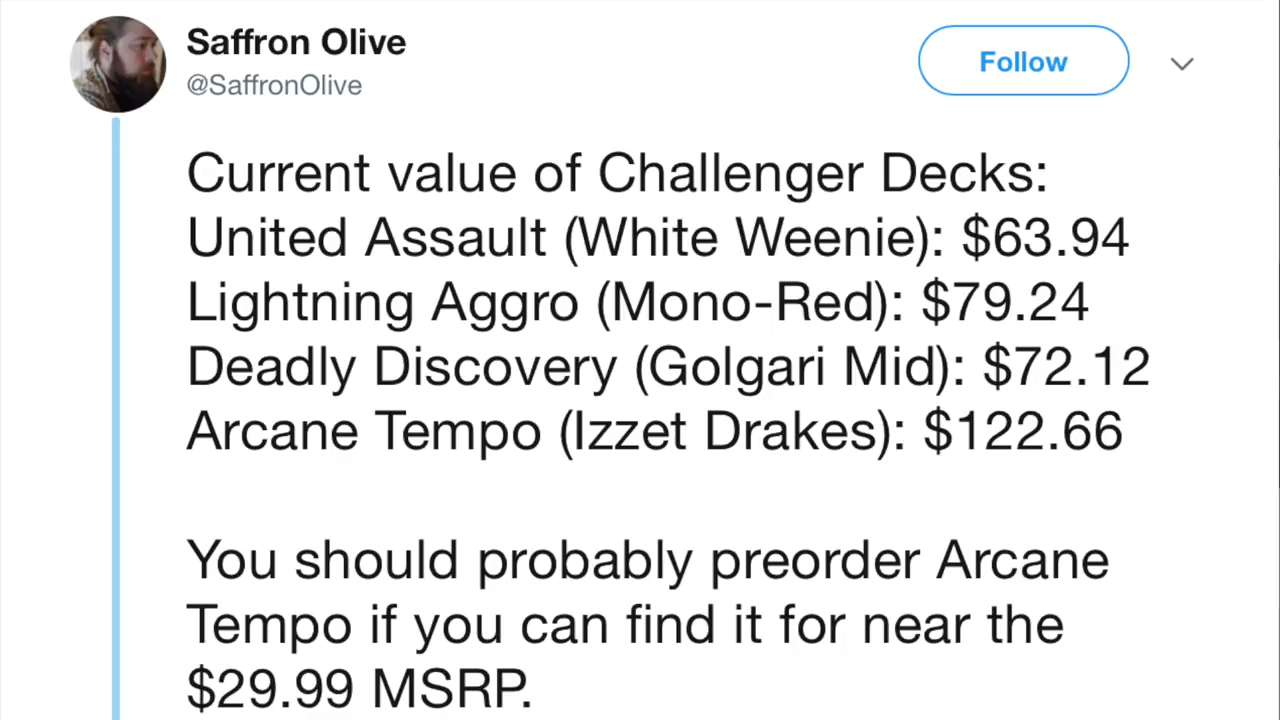 Saffron Olive
@SaffronOlive
Follow
Current value of Challenger Decks:
United Assault (White Weenie): $63.94
Lightning Aggro (Mono-Red): $79.24
Deadly Discovery (Golgari Mid): $72.12
Arcane Tempo (Izzet Drakes): $122.66
You should probably preorder Arcane
Tempo if you can find it for near the
$29.99 MSRP.